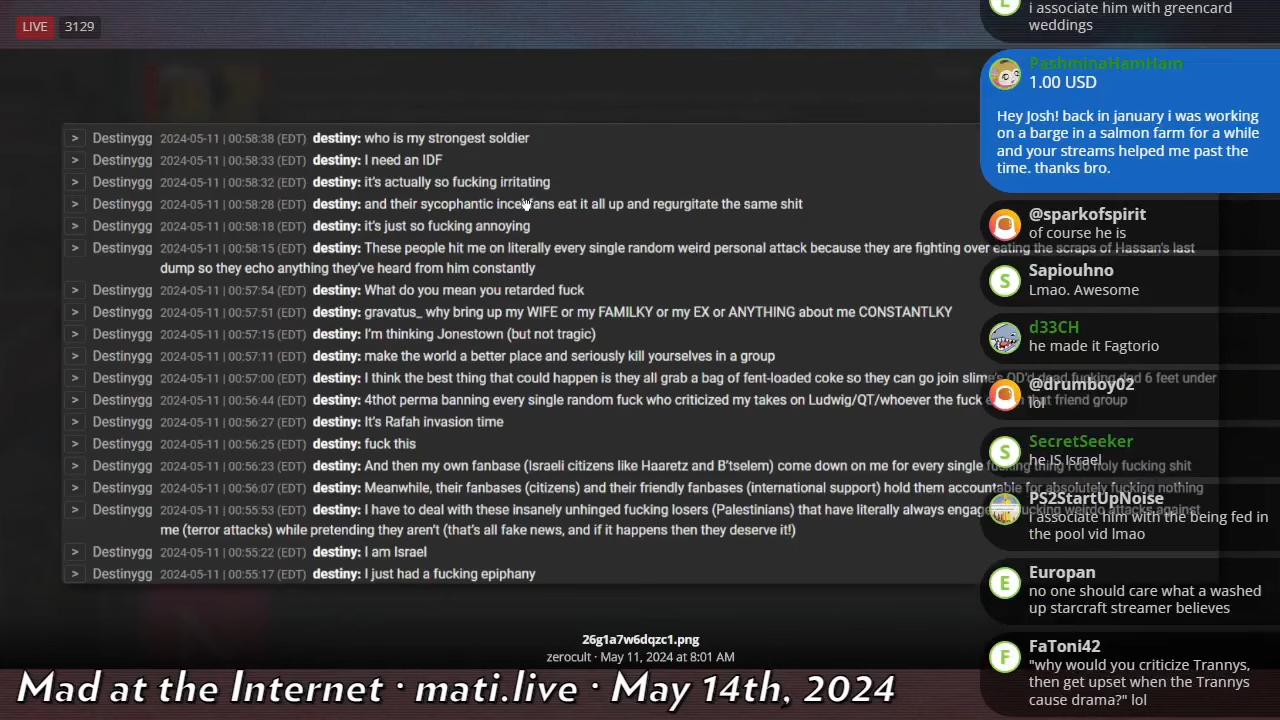 LIVE 3129
> Destinygg 2024-05-11 | 00:58:38 (EDT) destiny: who is my strongest soldier
> Destinygg 2024-05-11 | 00:58:33 (EDT) destiny: I need an IDF
> Destinygg 2024-05-11 | 00:58:32 (EDT) destiny: it's actually so fucking irritating
> Destinygg 2024-05-11 | 00:58:28 (EDT) destiny: and their sycophantic incel fans eat it all up and regurgitate the same shit
> Destinygg 2024-05-11 | 00:58:18 (EDT) destiny: it's just so fucking annoying
> Destinygg 2024-05-11 | 00:58:15 (EDT) destiny: These people hit me on literally every single random weird personal attack because they are fighting over eating the scraps of Hassan's last
dump so they echo anything they've heard from him constantly
> Destinygg 2024-05-11 | 00:57:54 (EDT) destiny: What do you mean you retarded fuck
> Destinygg 2024-05-11 | 00:57:51 (EDT) destiny: gravatus_ why bring up my WIFE or my FAMILKY or my EX or ANYTHING about me CONSTANTLKY
> Destinygg 2024-05-11 | 00:57:15 (EDT) destiny: I'm thinking Jonestown (but not tragic)
> Destinygg 2024-05-11 | 00:57:11 (EDT) destiny: make the world a better place and seriously kill yourselves in a group
> Destinygg 2024-05-11 | 00:57:00 (EDT) destiny: I think the best thing that could happen is they all grab a bag of fent-loaded coke so they can go join slime's OD'd dead fucking dad 6 feet under
> Destinygg 2024-05-11 | 00:56:44 (EDT) destiny: 4thot perma banning every single random fuck who criticized my takes on Ludwig/QT/whoever the fuck else in that friend group
> Destinygg 2024-05-11 | 00:56:27 (EDT) destiny: It's Rafah invasion time
> Destinygg 2024-05-11 | 00:56:25 (EDT) destiny: fuck this
> Destinygg 2024-05-11 | 00:56:23 (EDT) destiny: And then my own fanbase (Israeli citizens like Haaretz and B'tselem) come down on me for every single fucking thing I do holy fucking shit
> Destinygg 2024-05-11 | 00:56:07 (EDT) destiny: Meanwhile, their fanbases (citizens) and their friendly fanbases (international support) hold them accountable for absolutely fucking nothing
> Destinygg 2024-05-11 | 00:55:53 (EDT) destiny: I have to deal with these insanely unhinged fucking losers (Palestinians) that have literally always engaged fucking weirdo attacks against
me (terror attacks) while pretending they aren't (that's all fake news, and if it happens then they deserve it!)
> Destinygg 2024-05-11 | 00:55:22 (EDT) destiny: I am Israel
> Destinygg 2024-05-11 | 00:55:17 (EDT) destiny: I just had a fucking epiphany
26g1a7w6dqzc1.png
zerocult · May 11, 2024 at 8:01 AM
Mad at the Internet · mati.live · May 14th, 2024
i associate him with greencard
weddings
PashminaHamHam
1.00 USD
Hey Josh! back in january i was working
on a barge in a salmon farm for a while
and your streams helped me past the
time. thanks bro.
@sparkofspirit
of course he is
S
Sapiouhno
Lmao. Awesome
d33CH
he made it Fagtorio
@drumboy02
lol
S
SecretSeeker
he IS Israel
PS2StartUpNoise
i associate him with the being fed in
the pool vid lmao
E
Europan
no one should care what a washed
up starcraft streamer believes
F
FaToni42
"why would you criticize Trannys,
then get upset when the Trannys
cause drama?" lol